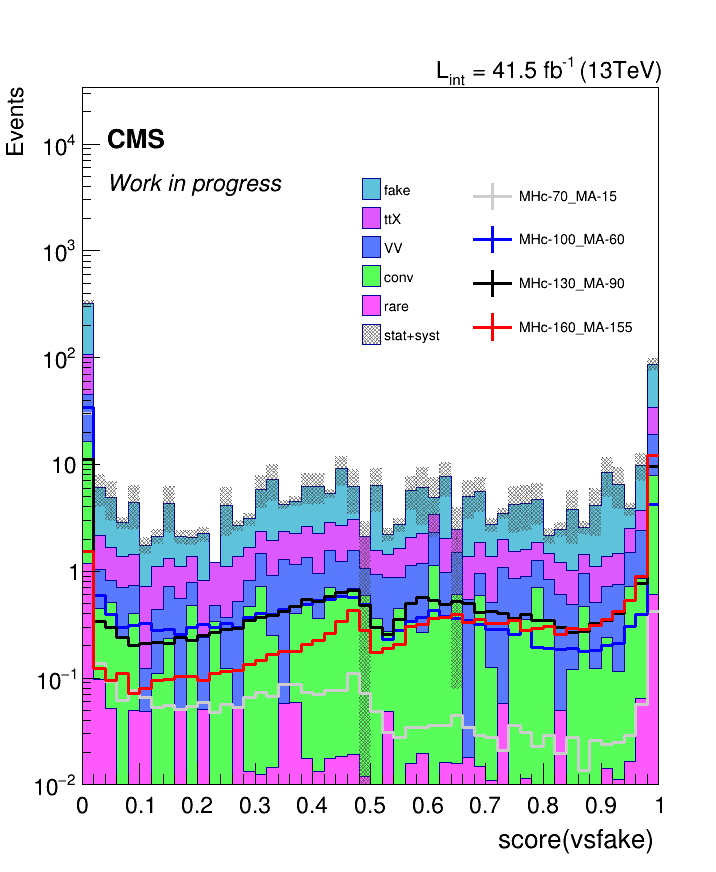 L_int = 41.5 fb^-1 (13TeV)
Events
CMS
Work in progress
fake
ttX
VV
conv
rare
stat+syst
MHc-70_MA-15
MHc-100_MA-60
MHc-130_MA-90
MHc-160_MA-155
10^4
10^3
10^2
10
1
10^−1
10^−2
0 0.1 0.2 0.3 0.4 0.5 0.6 0.7 0.8 0.9 1
score(vsfake)